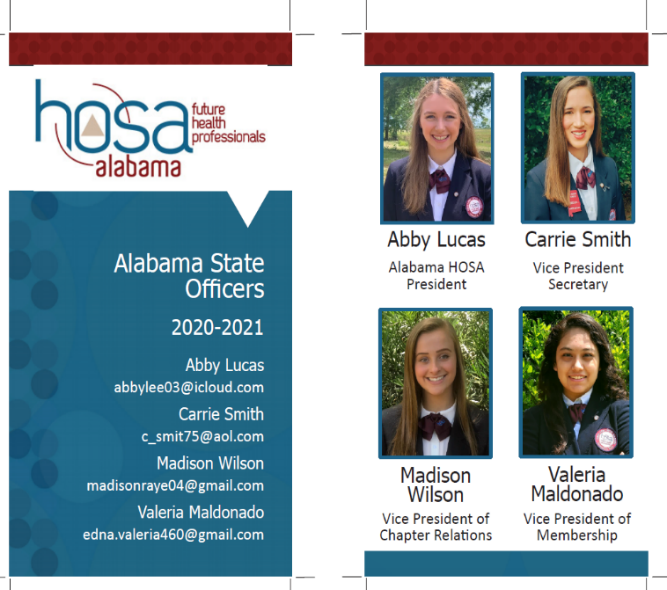 hosa
future
health
professionals
alabama
Alabama State
Officers
2020-2021
Abby Lucas
abbylee03@icloud.com
Carrie Smith
c_smit75@aol.com
Madison Wilson
madisonraye04@gmail.com
Valeria Maldonado
edna.valeria460@gmail.com
Abby Lucas
Alabama HOSA
President
Carrie Smith
Vice President
Secretary
Madison
Wilson
Vice President of
Chapter Relations
Valeria
Maldonado
Vice President of
Membership